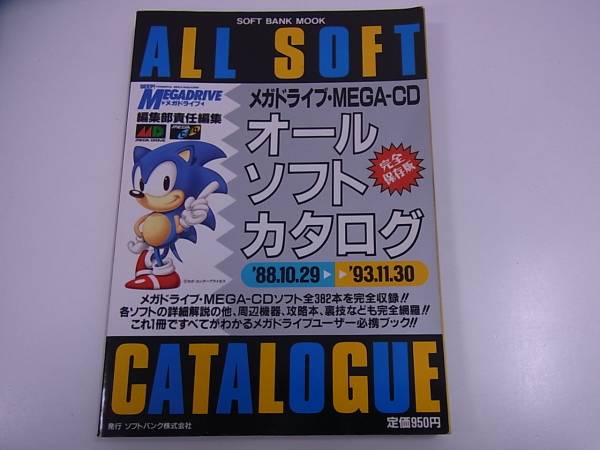 SOFT BANK MOOK
ALL SOFT
BEEP!
MEGADRIVE
メガドライブ
編集部責任編集
MEGA DRIVE
MEGA CD
メガドライブ・MEGA-CD
オール
ソフト
カタログ
完全
保存版
'88.10.29 '93.11.30
メガドライブ・MEGA-CDソフト全382本を完全収録!!
各ソフトの詳細解説の他、周辺機器、攻略本、裏技なども完全網羅!!
これ1冊ですべてがわかるメガドライブユーザー必携ブック!!
CATALOGUE
発行 ソフトバンク株式会社
定価950円